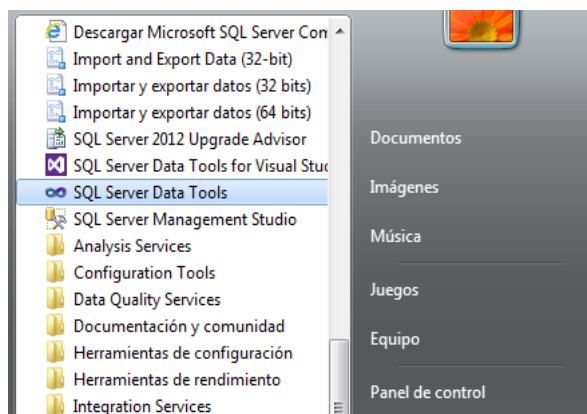 Descargar Microsoft SQL Server Com
Import and Export Data (32-bit)
Importar y exportar datos (32 bits)
Importar y exportar datos (64 bits)
SQL Server 2012 Upgrade Advisor
SQL Server Data Tools for Visual Stud
SQL Server Data Tools
SQL Server Management Studio
Analysis Services
Configuration Tools
Data Quality Services
Documentación y comunidad
Herramientas de configuración
Herramientas de rendimiento
Integration Services
Documentos
Imágenes
Música
Juegos
Equipo
Panel de control